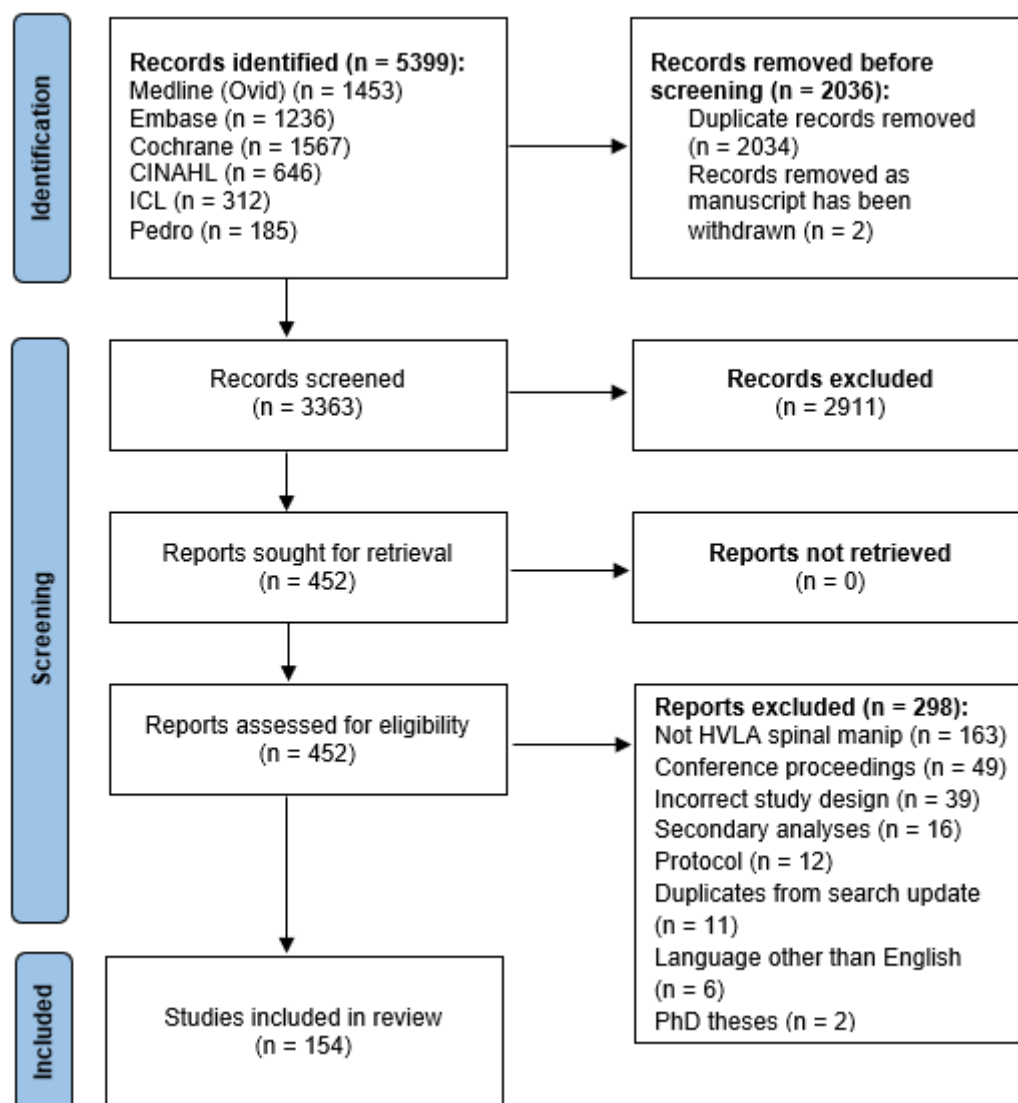 Identification
Records identified (n = 5399):
Medline (Ovid) (n = 1453)
Embase (n = 1236)
Cochrane (n = 1567)
CINAHL (n = 646)
ICL (n = 312)
Pedro (n = 185)
Records removed before
screening (n = 2036):
Duplicate records removed
(n = 2034)
Records removed as
manuscript has been
withdrawn (n = 2)
Screening
Records screened
(n = 3363)
Records excluded
(n = 2911)
Reports sought for retrieval
(n = 452)
Reports not retrieved
(n = 0)
Reports assessed for eligibility
(n = 452)
Reports excluded (n = 298):
Not HVLA spinal manip (n = 163)
Conference proceedings (n = 49)
Incorrect study design (n = 39)
Secondary analyses (n = 16)
Protocol (n = 12)
Duplicates from search update
(n = 11)
Language other than English
(n = 6)
PhD theses (n = 2)
Included
Studies included in review
(n = 154)